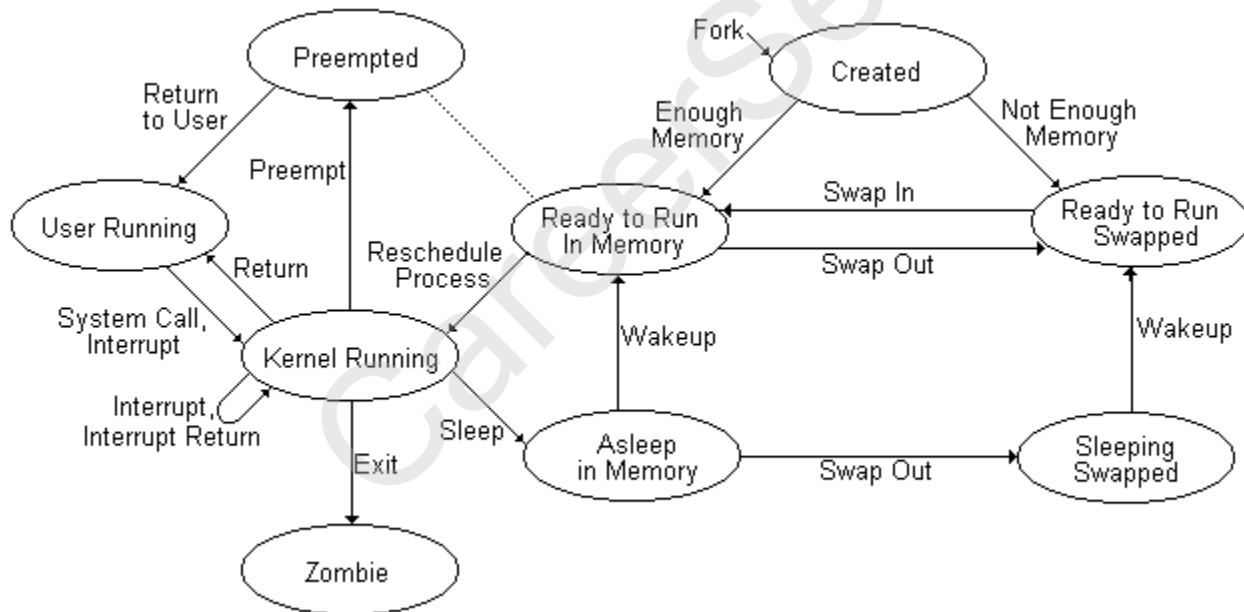 Fork
Preempted
Created
Return
to User
Enough
Memory
Not Enough
Memory
Preempt
User Running
Ready to Run
In Memory
Swap In
Ready to Run
Swapped
Swap Out
Return
Reschedule
Process
System Call,
Interrupt
Kernel Running
Wakeup
Wakeup
Interrupt,
Interrupt Return
Sleep
Asleep
in Memory
Swap Out
Sleeping
Swapped
Exit
Zombie